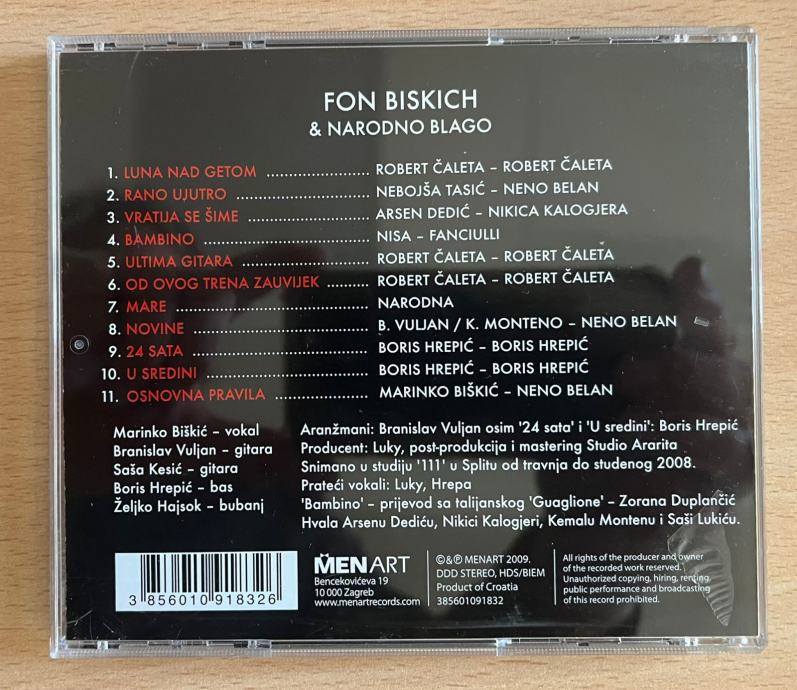 FON BISKICH
& NARODNO BLAGO
1. LUNA NAD GETOM ........................ ROBERT ČALETA – ROBERT ČALETA
2. RANO UJUTRO ............................... NEBOJŠA TASIĆ – NENO BELAN
3. VRATIJA SE ŠIME ............................ ARSEN DEDIĆ – NIKICA KALOGJERA
4. BAMBINO ....................................... NISA – FANCIULLI
5. ULTIMA GITARA .............................. ROBERT ČALETA – ROBERT ČALETA
6. OD OVOG TRENA ZAUVIJEK ......... ROBERT ČALETA – ROBERT ČALETA
7. MARE ............................................. NARODNA
8. NOVINE ........................................ B. VULJAN / K. MONTENO – NENO BELAN
9. 24 SATA ......................................... BORIS HREPIĆ – BORIS HREPIĆ
10. U SREDINI ...................................... BORIS HREPIĆ – BORIS HREPIĆ
11. OSNOVNA PRAVILA ..................... MARINKO BIŠKIĆ – NENO BELAN
Marinko Biškić – vokal
Branislav Vuljan – gitara
Saša Kesić – gitara
Boris Hrepić – bas
Željko Hajsok – bubanj
Aranžmani: Branislav Vuljan osim '24 sata' i 'U sredini': Boris Hrepić
Producent: Luky, post-produkcija i mastering Studio Ararita
Snimano u studiju '111' u Splitu od travnja do studenog 2008.
Prateći vokali: Luky, Hrepa
'Bambino' – prijevod sa talijanskog 'Guaglione' – Zorana Duplančić
Hvala Arsenu Dediću, Nikici Kalogjeri, Kemalu Montenu i Saši Lukiću.
3 856010 918326
MENART
Bencekovićeva 19
10 000 Zagreb
www.menartrecords.com
©&℗ MENART 2009.
DDD STEREO, HDS/BIEM
Product of Croatia
385601091832
All rights of the producer and owner
of the recorded work reserved.
Unauthorized copying, hiring, renting,
public performance and broadcasting
of this record prohibited.